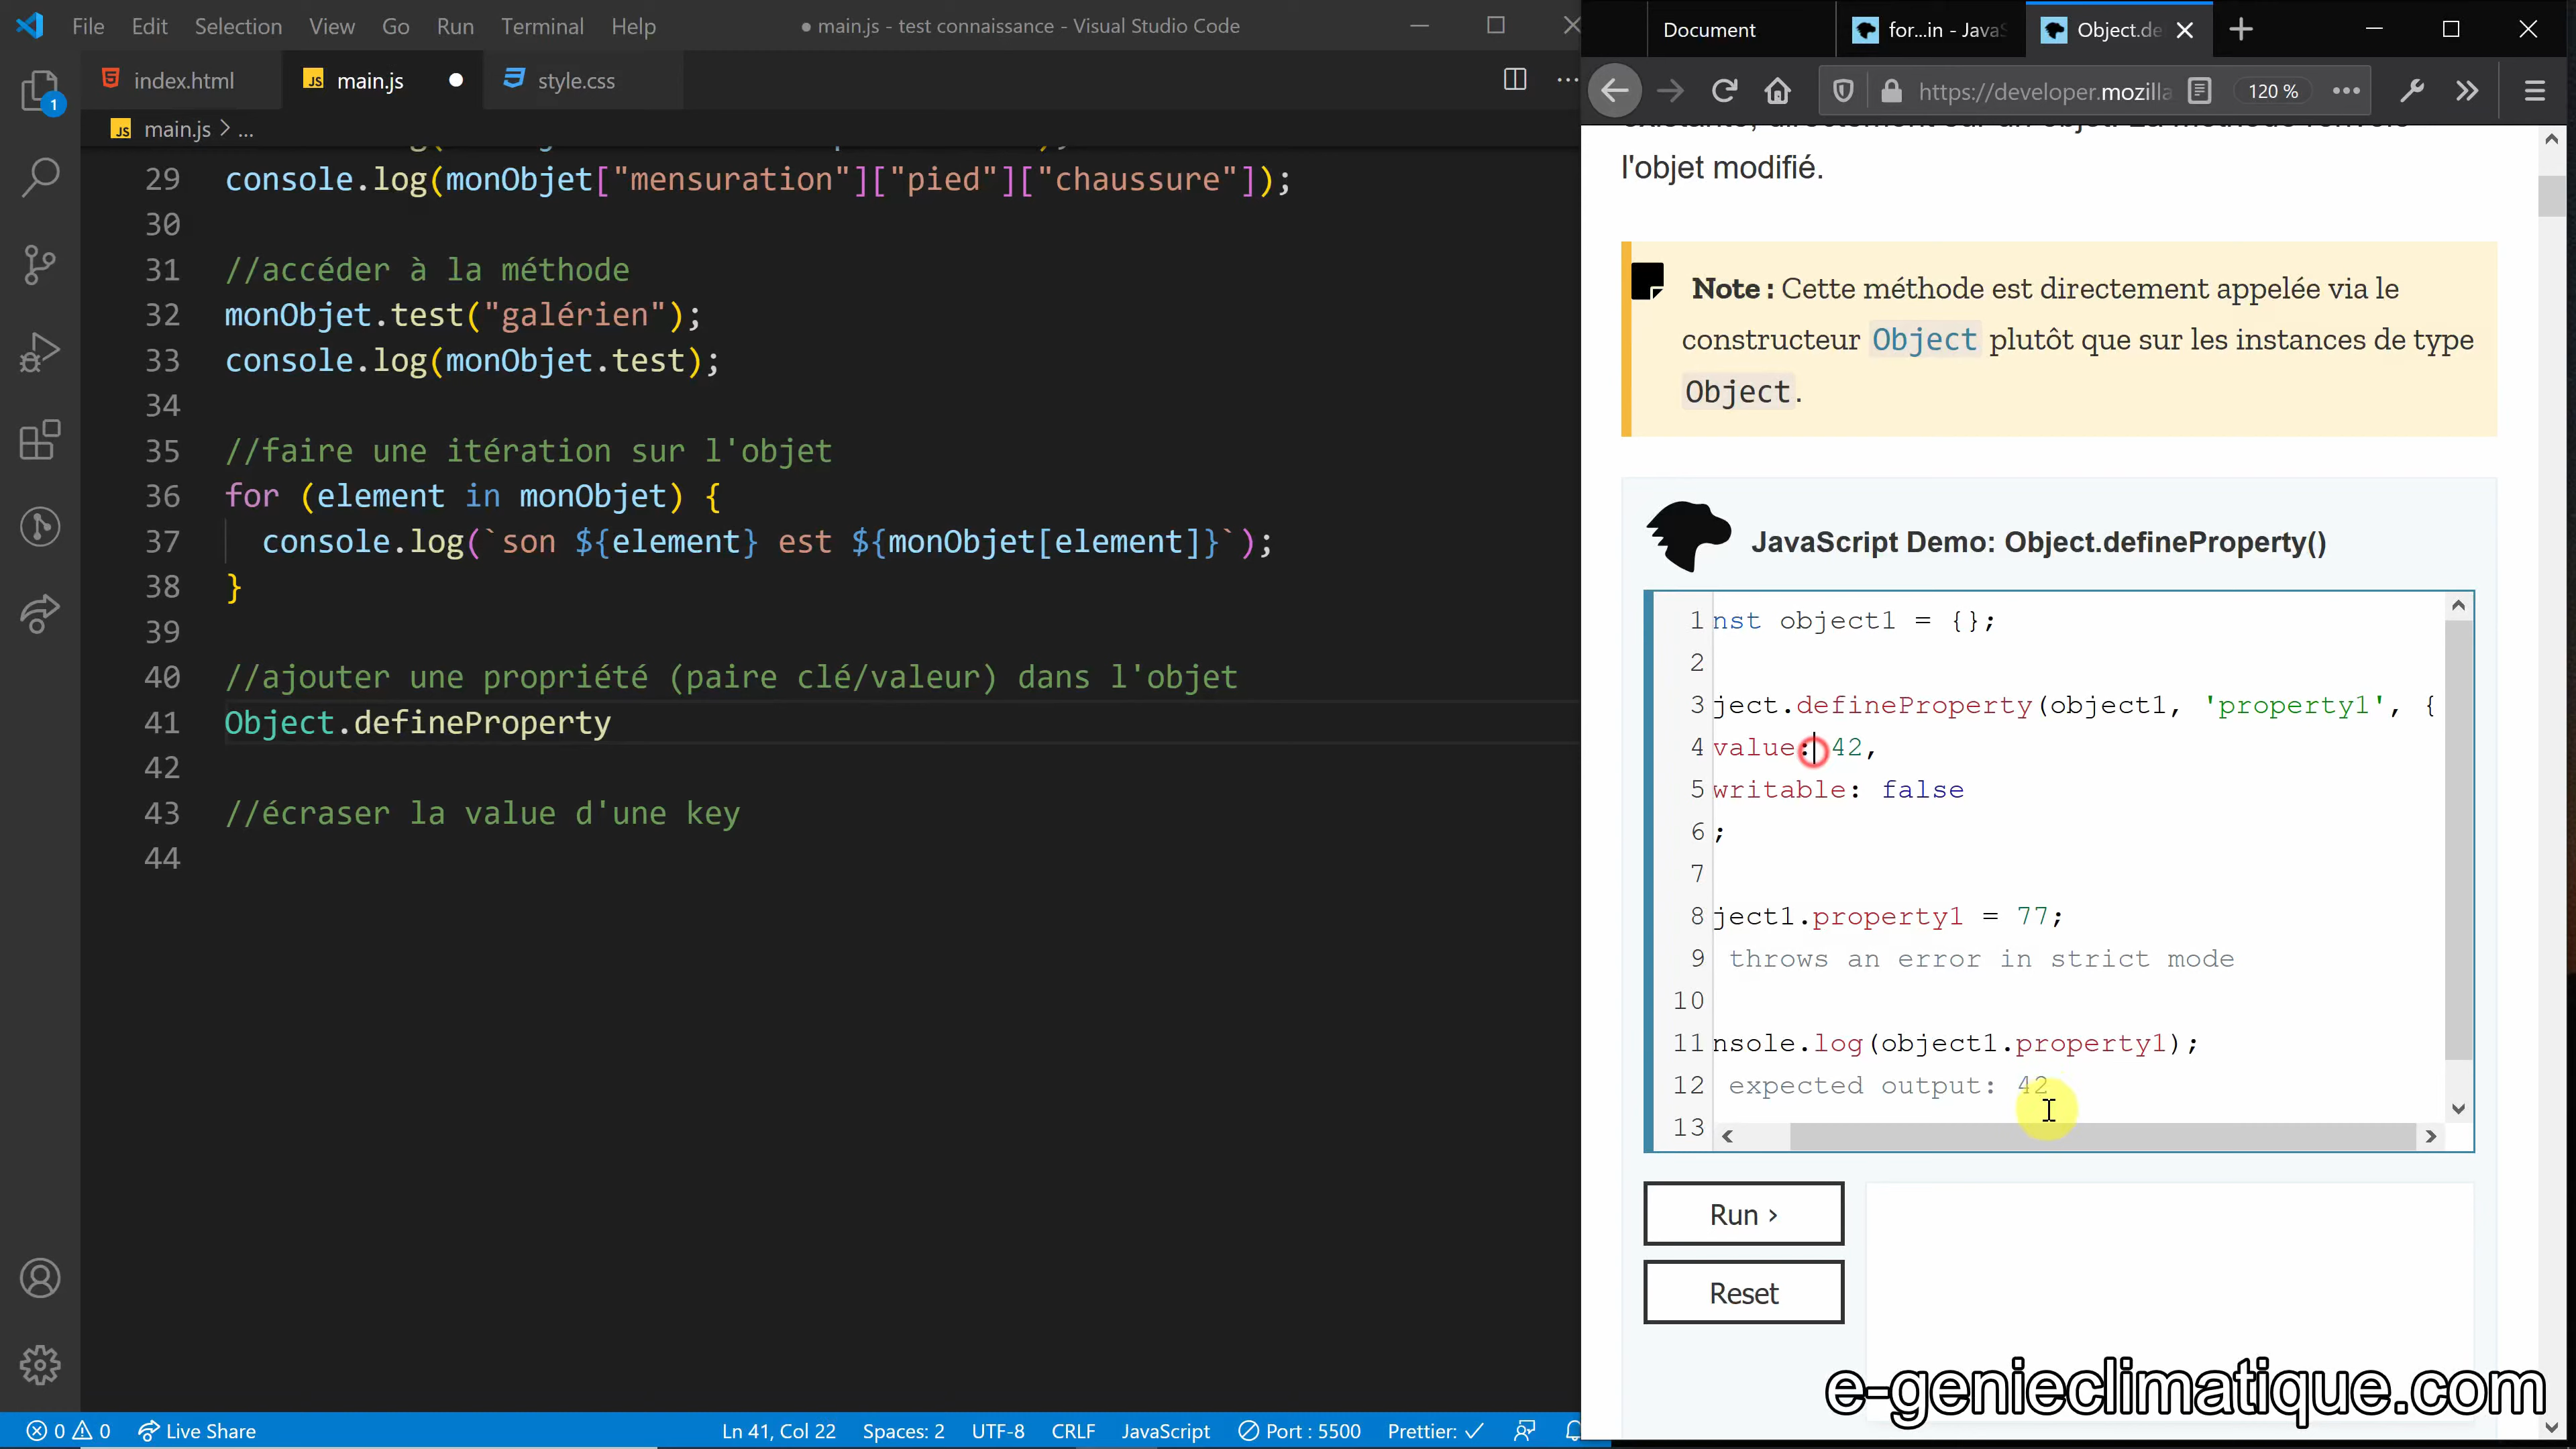 File Edit Selection View Go Run Terminal Help
● main.js - test connaissance - Visual Studio Code
index.html
main.js
style.css
main.js > ...
29 console.log(monObjet["mensuration"]["pied"]["chaussure"]);
30
31 //accéder à la méthode
32 monObjet.test("galérien");
33 console.log(monObjet.test);
34
35 //faire une itération sur l'objet
36 for (element in monObjet) {
37 console.log(`son ${element} est ${monObjet[element]}`);
38 }
39
40 //ajouter une propriété (paire clé/valeur) dans l'objet
41 Object.defineProperty
42
43 //écraser la value d'une key
44
1
0 0 Live Share
Ln 41, Col 22 Spaces: 2 UTF-8 CRLF JavaScript Port : 5500 Prettier: ✓
Document
for...in - JavaS
Object.de
https://developer.mozilla
120 %
l'objet modifié.
Note : Cette méthode est directement appelée via le
constructeur Object plutôt que sur les instances de type
Object.
JavaScript Demo: Object.defineProperty()
1 nst object1 = {};
2
3 ject.defineProperty(object1, 'property1', {
4 value: 42,
5 writable: false
6 ;
7
8 ject1.property1 = 77;
9 throws an error in strict mode
10
11 nsole.log(object1.property1);
12 expected output: 42
13
Run ›
Reset
e-genieclimatique.com